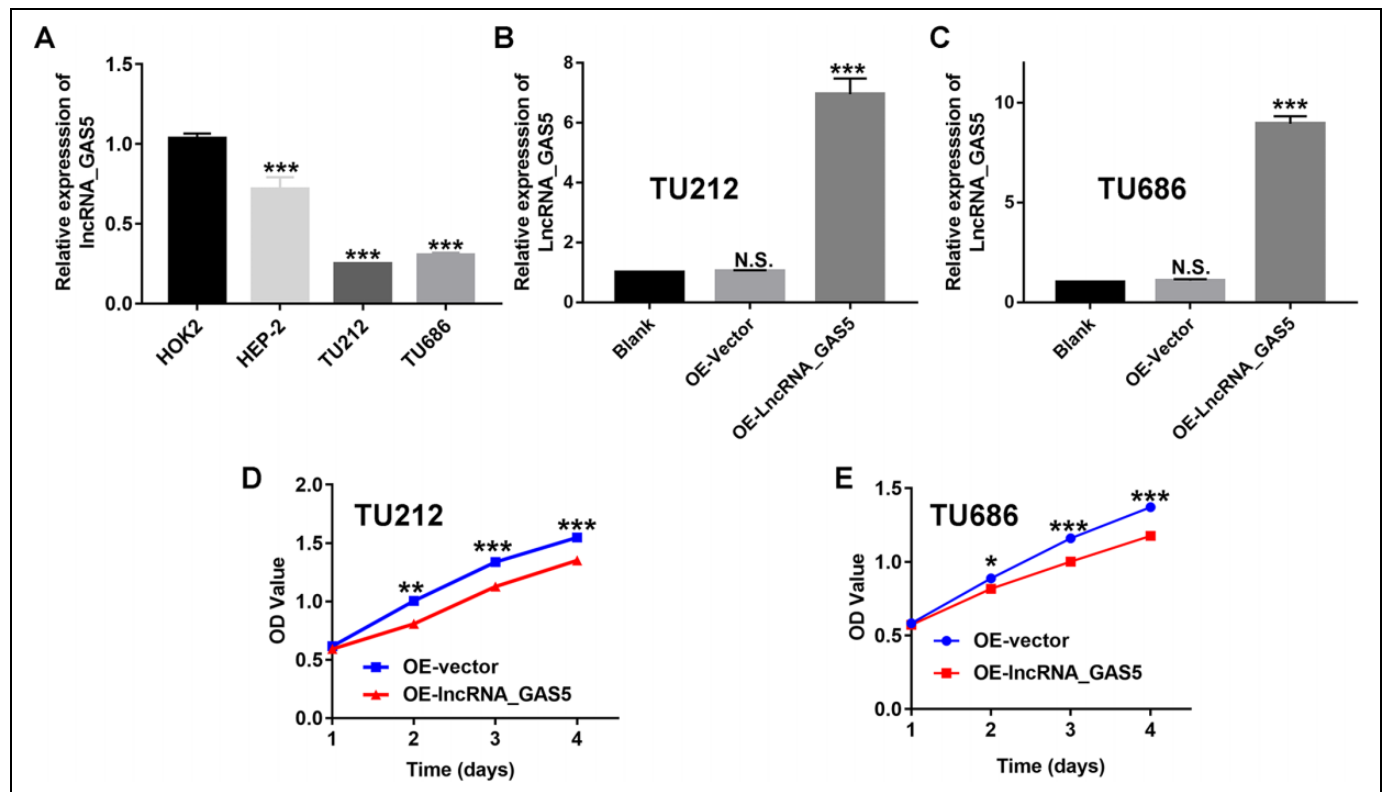 A
Relative expresssion of
lncRNA_GAS5
1.5
1.0
0.5
0.0
***
***
***
HOK2
HEP-2
TU212
TU686
B
Relative expression of
LncRNA_GAS5
8
6
4
2
0
TU212
N.S.
***
Blank
OE-Vector
OE-LncRNA_GAS5
C
Relative expression of
LncRNA_GAS5
10
5
0
TU686
N.S.
***
Blank
OE-Vector
OE-LncRNA_GAS5
D
OD Value
2.0
1.5
1.0
0.5
0.0
TU212
**
***
***
OE-vector
OE-lncRNA_GAS5
1
2
3
4
Time (days)
E
OD Value
1.5
1.0
0.5
0.0
TU686
*
***
***
OE-vector
OE-lncRNA_GAS5
1
2
3
4
Time (days)